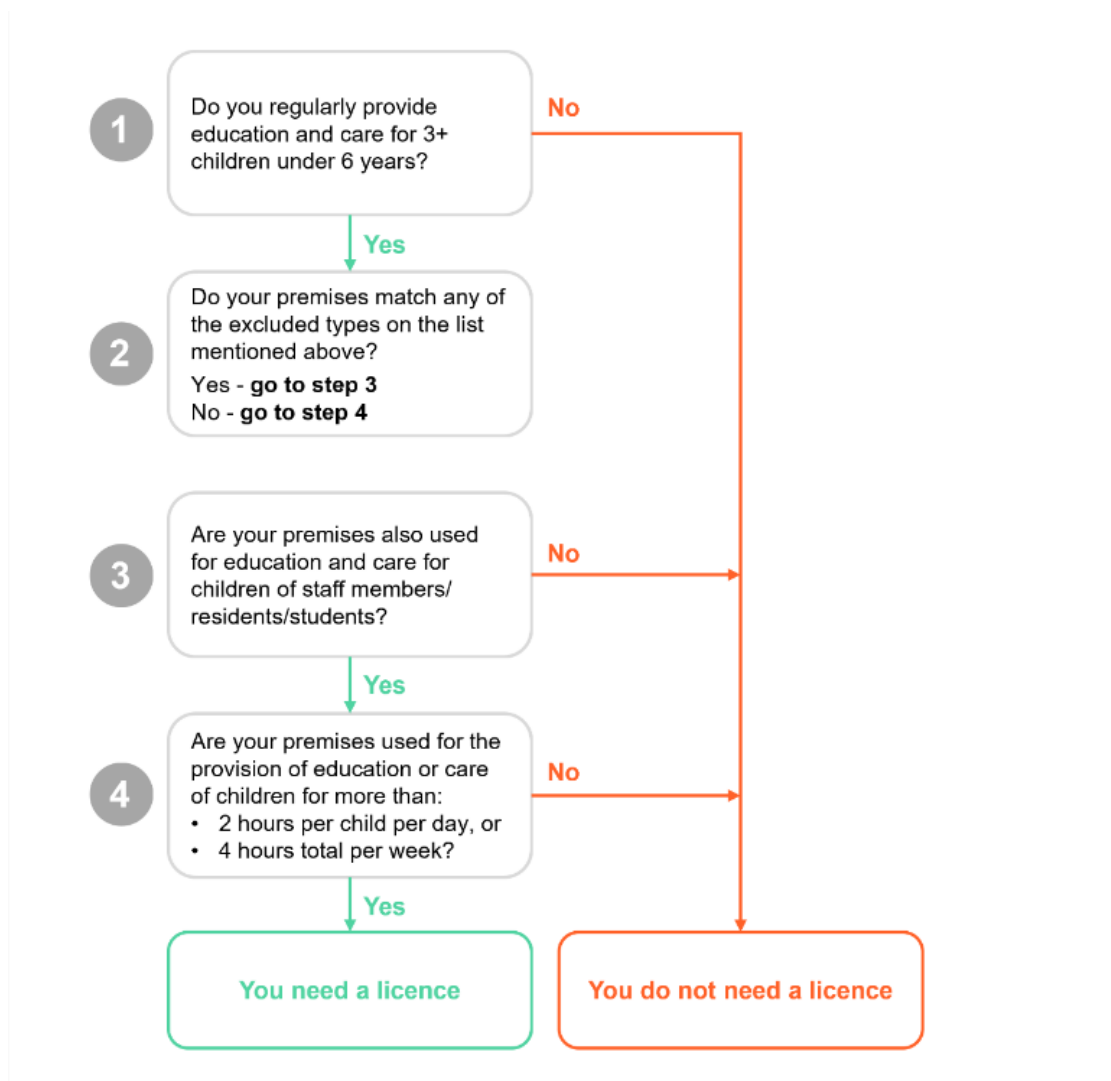 1
Do you regularly provide
education and care for 3+
children under 6 years?
No
Yes
2
Do your premises match any of
the excluded types on the list
mentioned above?
Yes - go to step 3
No - go to step 4
3
Are your premises also used
for education and care for
children of staff members/
residents/students?
No
Yes
4
Are your premises used for the
provision of education or care
of children for more than:
• 2 hours per child per day, or
• 4 hours total per week?
No
Yes
You need a licence
You do not need a licence